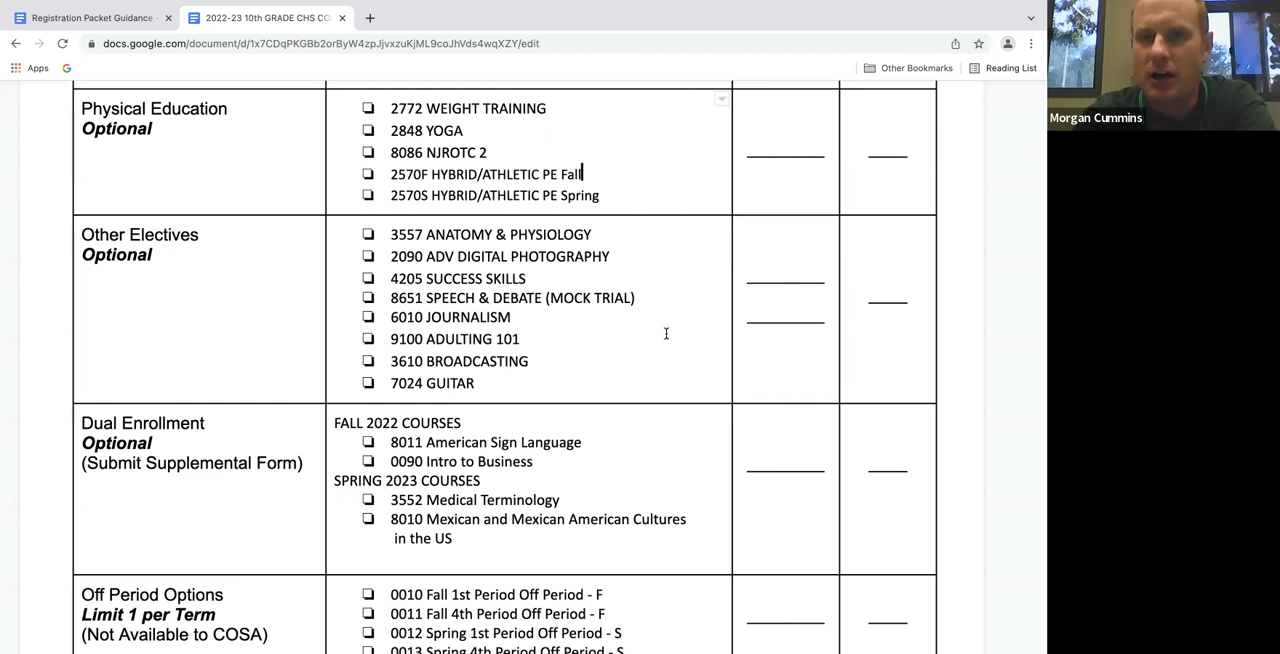 Registration Packet Guidance
2022-23 10th GRADE CHS CO
docs.google.com/document/d/1x7CDqPKGBb2orByW4zpJjvxzuKjML9coJhVds4wqXZY/edit
Apps
Other Bookmarks
Reading List
Morgan Cummins
Physical Education
Optional
2772 WEIGHT TRAINING
2848 YOGA
8086 NJROTC 2
2570F HYBRID/ATHLETIC PE Fall
2570S HYBRID/ATHLETIC PE Spring
Other Electives
Optional
3557 ANATOMY & PHYSIOLOGY
2090 ADV DIGITAL PHOTOGRAPHY
4205 SUCCESS SKILLS
8651 SPEECH & DEBATE (MOCK TRIAL)
6010 JOURNALISM
9100 ADULTING 101
3610 BROADCASTING
7024 GUITAR
Dual Enrollment
Optional
(Submit Supplemental Form)
FALL 2022 COURSES
8011 American Sign Language
0090 Intro to Business
SPRING 2023 COURSES
3552 Medical Terminology
8010 Mexican and Mexican American Cultures
in the US
Off Period Options
Limit 1 per Term
(Not Available to COSA)
0010 Fall 1st Period Off Period - F
0011 Fall 4th Period Off Period - F
0012 Spring 1st Period Off Period - S
0013 Spring 4th Period Off Period - S